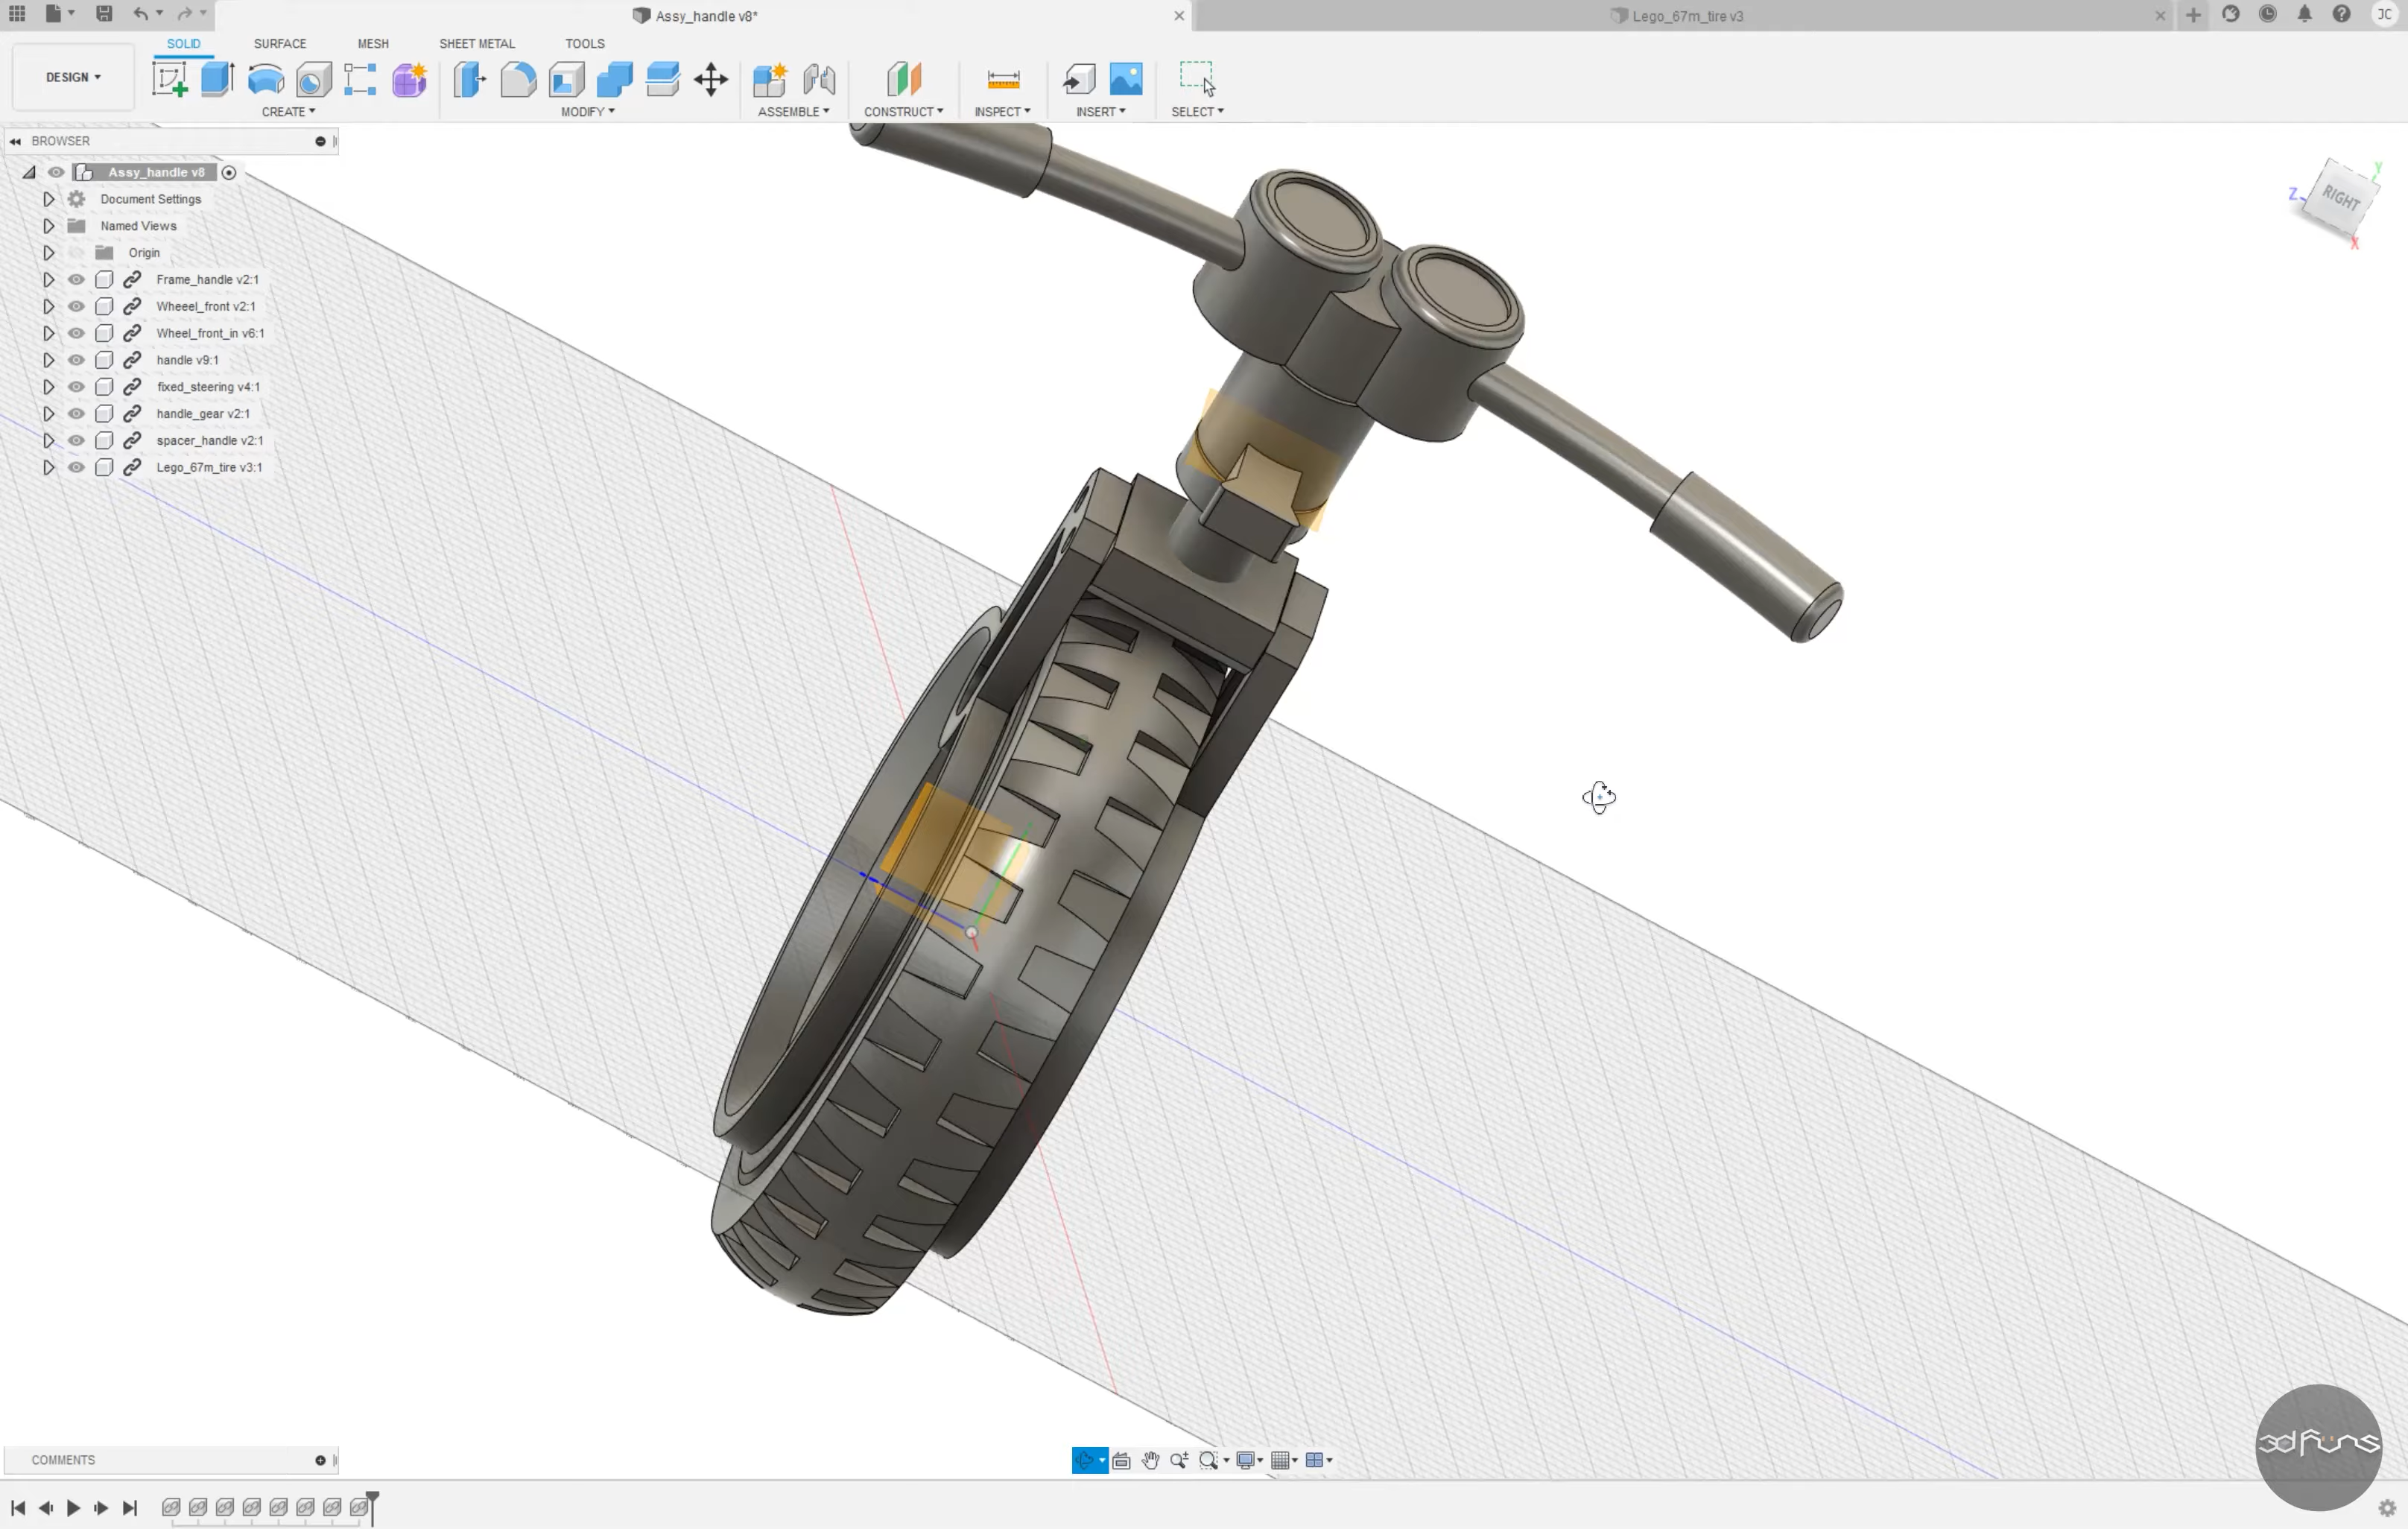 Assy_handle v8*
Lego_67m_tire v3
JC
DESIGN
SOLID
SURFACE
MESH
SHEET METAL
TOOLS
CREATE
MODIFY
ASSEMBLE
CONSTRUCT
INSPECT
INSERT
SELECT
BROWSER
Assy_handle v8
Document Settings
Named Views
Origin
Frame_handle v2:1
Wheeel_front v2:1
Wheel_front_in v6:1
handle v9:1
fixed_steering v4:1
handle_gear v2:1
spacer_handle v2:1
Lego_67m_tire v3:1
Y
Z
RIGHT
X
COMMENTS
3dfuns